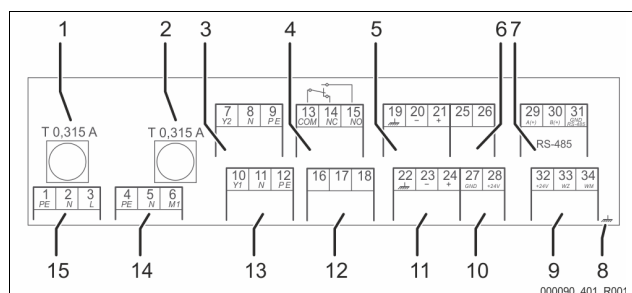 1 2 3 4 5 6 7
T 0,315 A T 0,315 A
7 8 9 13 14 15 19 20 21 25 26 29 30 31
Y2 N PE COM NC NO − + A(+) B(+) GND RS-485
RS-485
10 11 12 16 17 18 22 23 24 27 28 32 33 34
Y1 N PE − + GND +24V +24V WZ WM
1 2 3 4 5 6
PE N L PE N M1
15 14 13 12 11 10 9 8
000090_401_R001